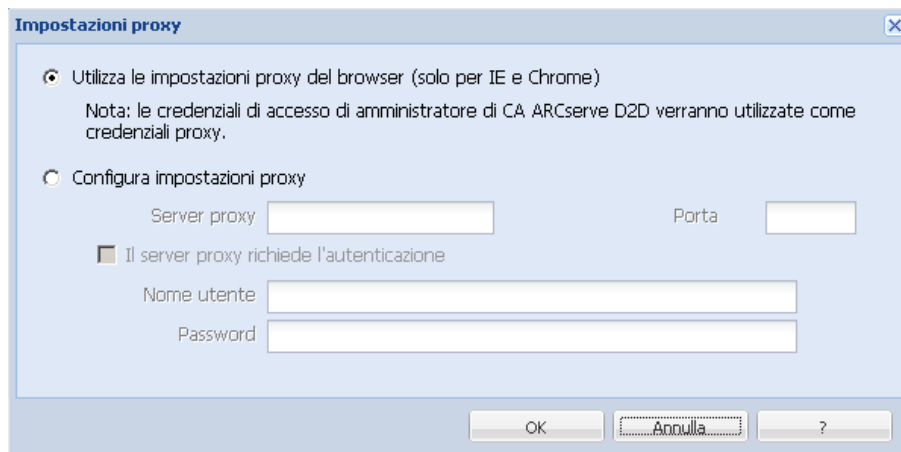 Impostazioni proxy
Utilizza le impostazioni proxy del browser (solo per IE e Chrome)
Nota: le credenziali di accesso di amministratore di CA ARCserve D2D verranno utilizzate come
credenziali proxy.
Configura impostazioni proxy
Server proxy Porta
Il server proxy richiede l'autenticazione
Nome utente
Password
OK Annulla ?